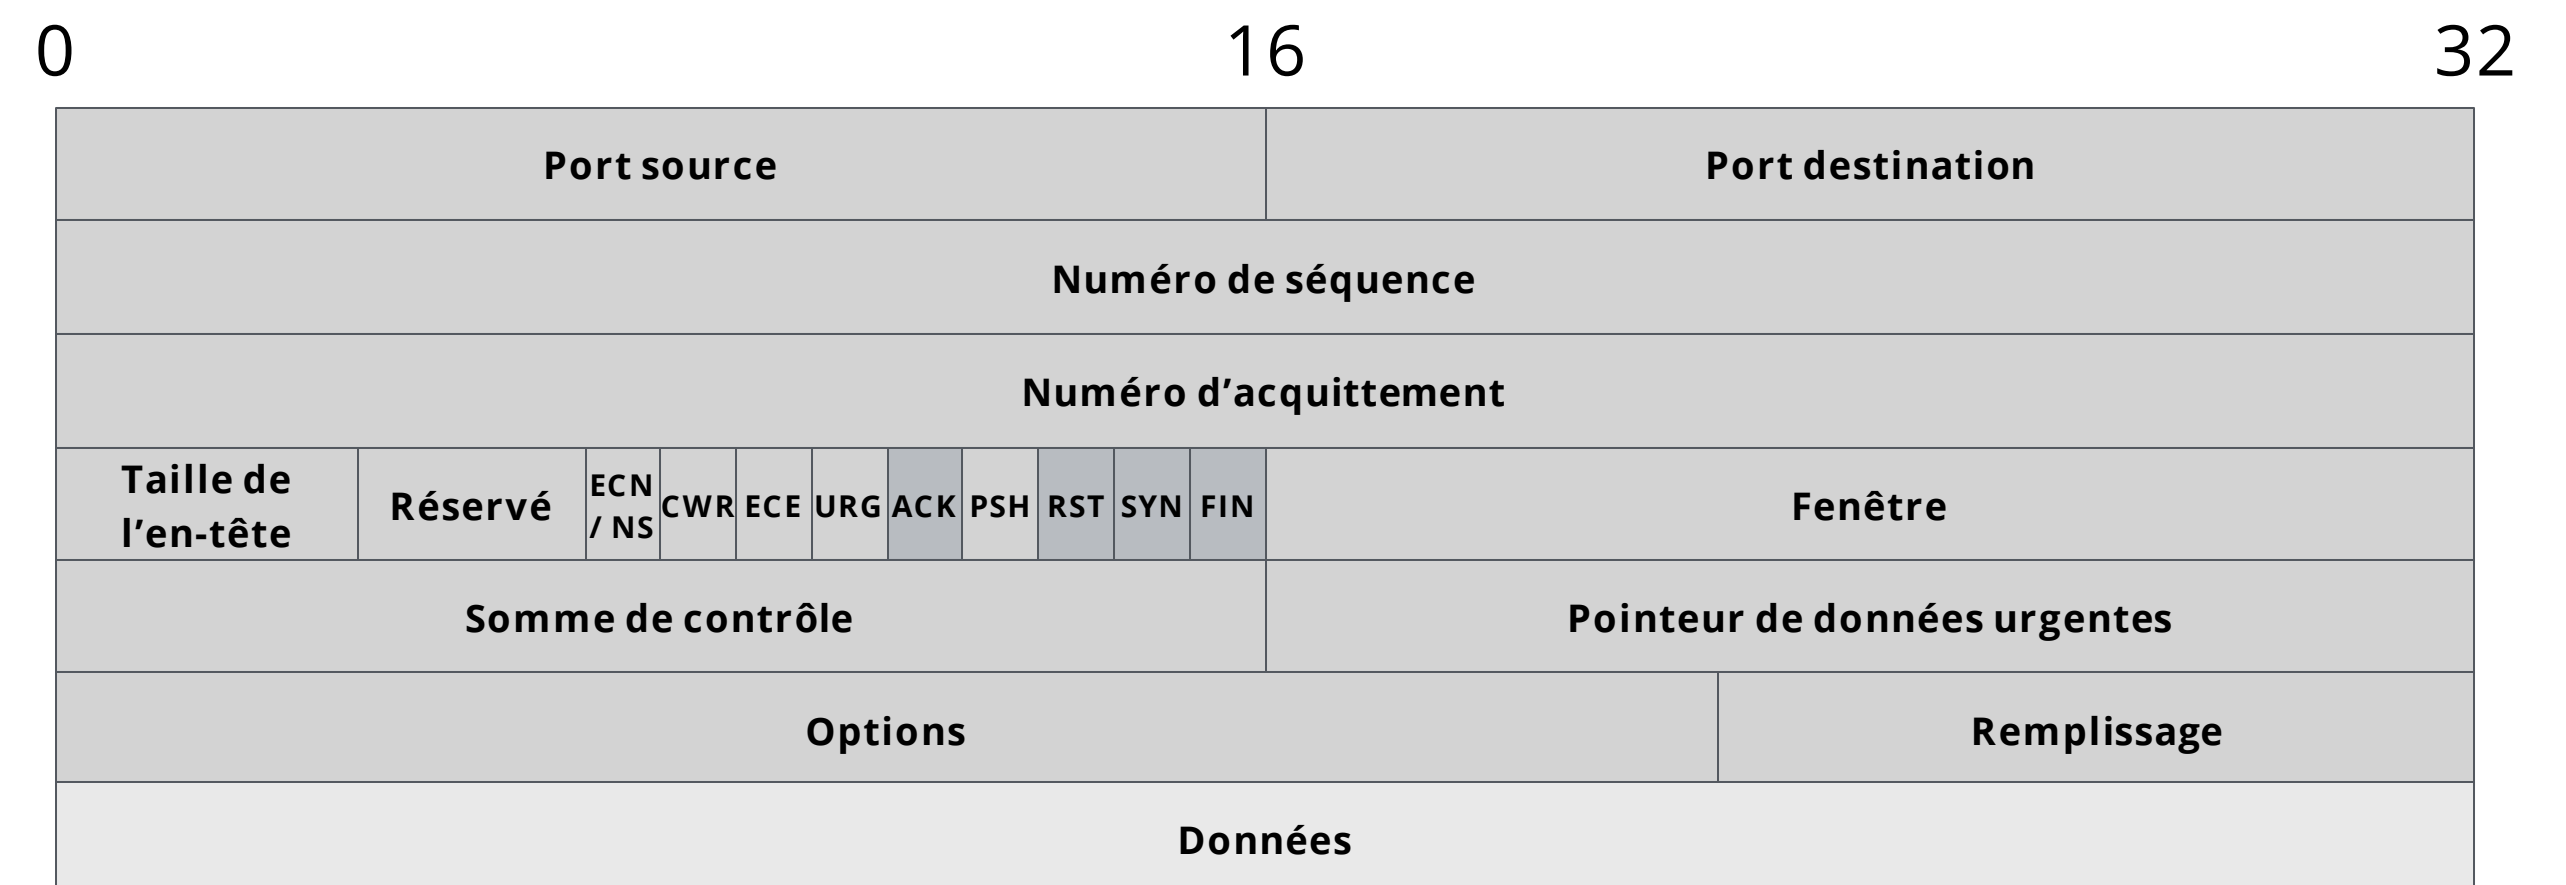 0 16 32
Port source Port destination
Numéro de séquence
Numéro d’acquittement
Taille de
l’en-tête
Réservé
ECN
/ NS
CWR ECE URG ACK PSH RST SYN FIN
Fenêtre
Somme de contrôle Pointeur de données urgentes
Options Remplissage
Données